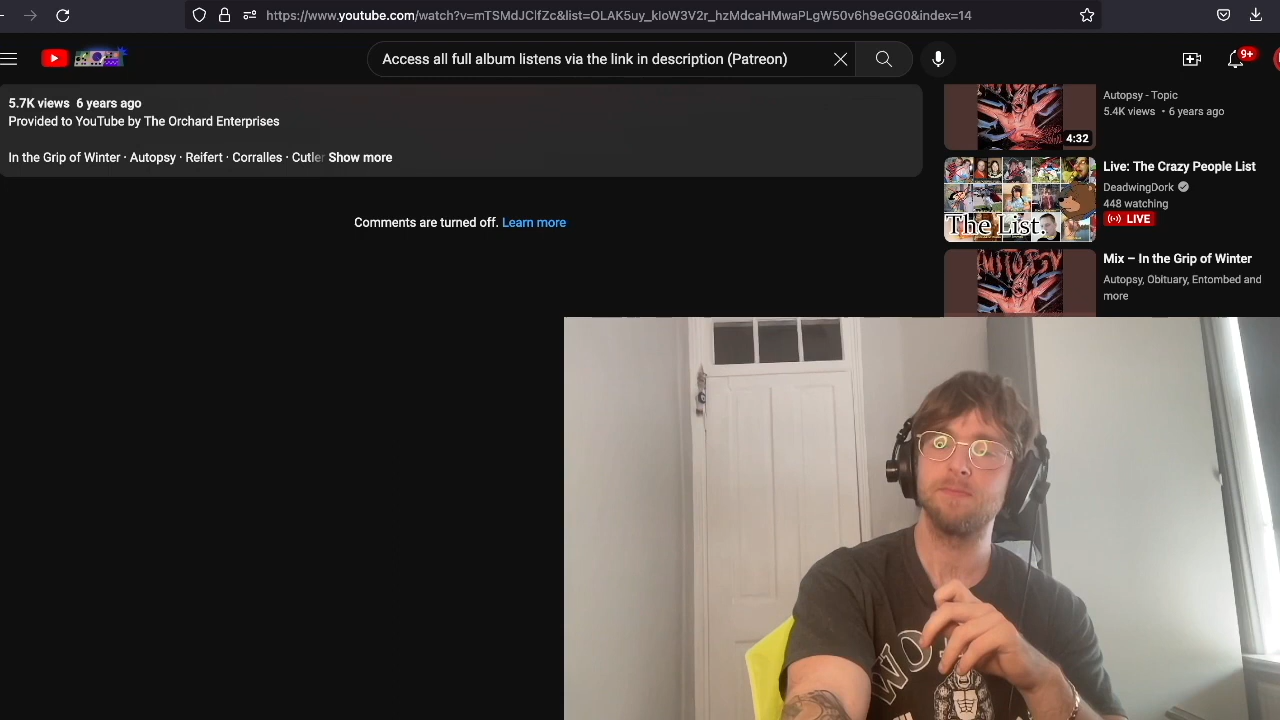 https://www.youtube.com/watch?v=mTSMdJClfZc&list=OLAK5uy_kIoW3V2r_hzMdcaHMwaPLgW50v6h9eGG0&index=14
Access all full album listens via the link in description (Patreon)
9+
5.7K views 6 years ago
Provided to YouTube by The Orchard Enterprises
In the Grip of Winter · Autopsy · Reifert · Corralles · Cutler Show more
Comments are turned off. Learn more
Autopsy - Topic
5.4K views • 6 years ago
4:32
Live: The Crazy People List
DeadwingDork
448 watching
LIVE
The List.
Mix – In the Grip of Winter
Autopsy, Obituary, Entombed and
more
AUTOPSY
WO